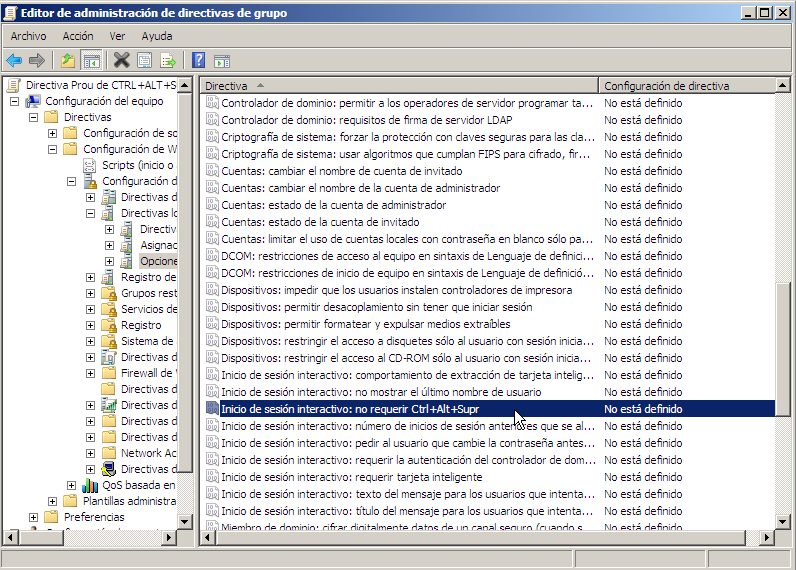 Editor de administración de directivas de grupo
Archivo Acción Ver Ayuda
Directiva Prou de CTRL+ALT+S
Configuración del equipo
Directivas
Configuración de so
Configuración de W
Scripts (inicio o
Configuración d
Directivas d
Directivas lo
Directiv
Asignac
Opcione
Registro de
Grupos rest
Servicios de
Registro
Sistema de
Directivas d
Firewall de
Directivas d
Directivas d
Directivas d
Directivas d
Network Ac
Directivas d
QoS basada en
Plantillas administra
Preferencias
Directiva Configuración de directiva
Controlador de dominio: permitir a los operadores de servidor programar ta... No está definido
Controlador de dominio: requisitos de firma de servidor LDAP No está definido
Criptografía de sistema: forzar la protección con claves seguras para las cla... No está definido
Criptografía de sistema: usar algoritmos que cumplan FIPS para cifrado, fir... No está definido
Cuentas: cambiar el nombre de cuenta de invitado No está definido
Cuentas: cambiar el nombre de la cuenta de administrador No está definido
Cuentas: estado de la cuenta de administrador No está definido
Cuentas: estado de la cuenta de invitado No está definido
Cuentas: limitar el uso de cuentas locales con contraseña en blanco sólo pa... No está definido
DCOM: restricciones de acceso al equipo en sintaxis de Lenguaje de definici... No está definido
DCOM: restricciones de inicio de equipo en sintaxis de Lenguaje de definició... No está definido
Dispositivos: impedir que los usuarios instalen controladores de impresora No está definido
Dispositivos: permitir desacoplamiento sin tener que iniciar sesión No está definido
Dispositivos: permitir formatear y expulsar medios extraíbles No está definido
Dispositivos: restringir el acceso a disquetes sólo al usuario con sesión inicia... No está definido
Dispositivos: restringir el acceso al CD-ROM sólo al usuario con sesión inicia... No está definido
Inicio de sesión interactivo: comportamiento de extracción de tarjeta intelig... No está definido
Inicio de sesión interactivo: no mostrar el último nombre de usuario No está definido
Inicio de sesión interactivo: no requerir Ctrl+Alt+Supr No está definido
Inicio de sesión interactivo: número de inicios de sesión anteriores que se al... No está definido
Inicio de sesión interactivo: pedir al usuario que cambie la contraseña antes... No está definido
Inicio de sesión interactivo: requerir la autenticación del controlador de dom... No está definido
Inicio de sesión interactivo: requerir tarjeta inteligente No está definido
Inicio de sesión interactivo: texto del mensaje para los usuarios que intenta... No está definido
Inicio de sesión interactivo: título del mensaje para los usuarios que intenta... No está definido
Miembro de dominio: cifrar digitalmente datos de un canal seguro (cuando s... No está definido